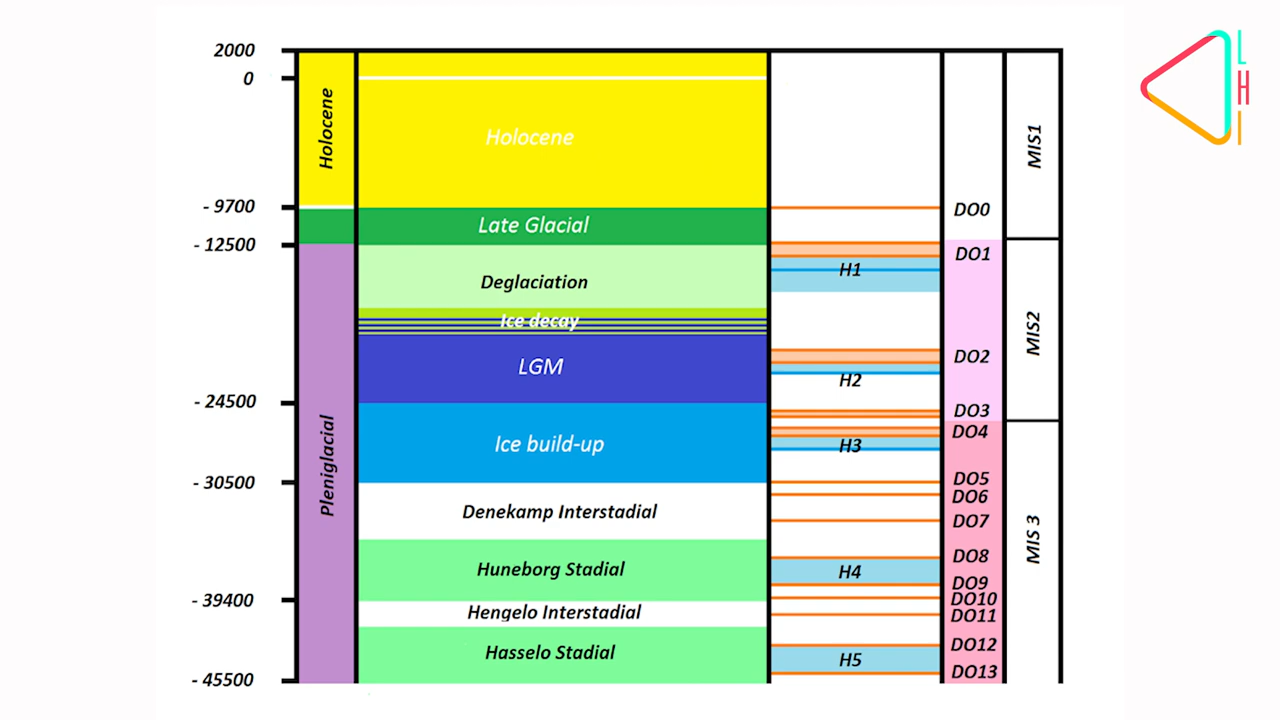 2000
0
- 9700
- 12500
- 24500
- 30500
- 39400
- 45500
Holocene
Pleniglacial
Holocene
Late Glacial
Deglaciation
Ice decay
LGM
Ice build-up
Denekamp Interstadial
Huneborg Stadial
Hengelo Interstadial
Hasselo Stadial
H1
H2
H3
H4
H5
DO0
DO1
DO2
DO3
DO4
DO5
DO6
DO7
DO8
DO9
DO10
DO11
DO12
DO13
MIS1
MIS2
MIS 3
L
H
I